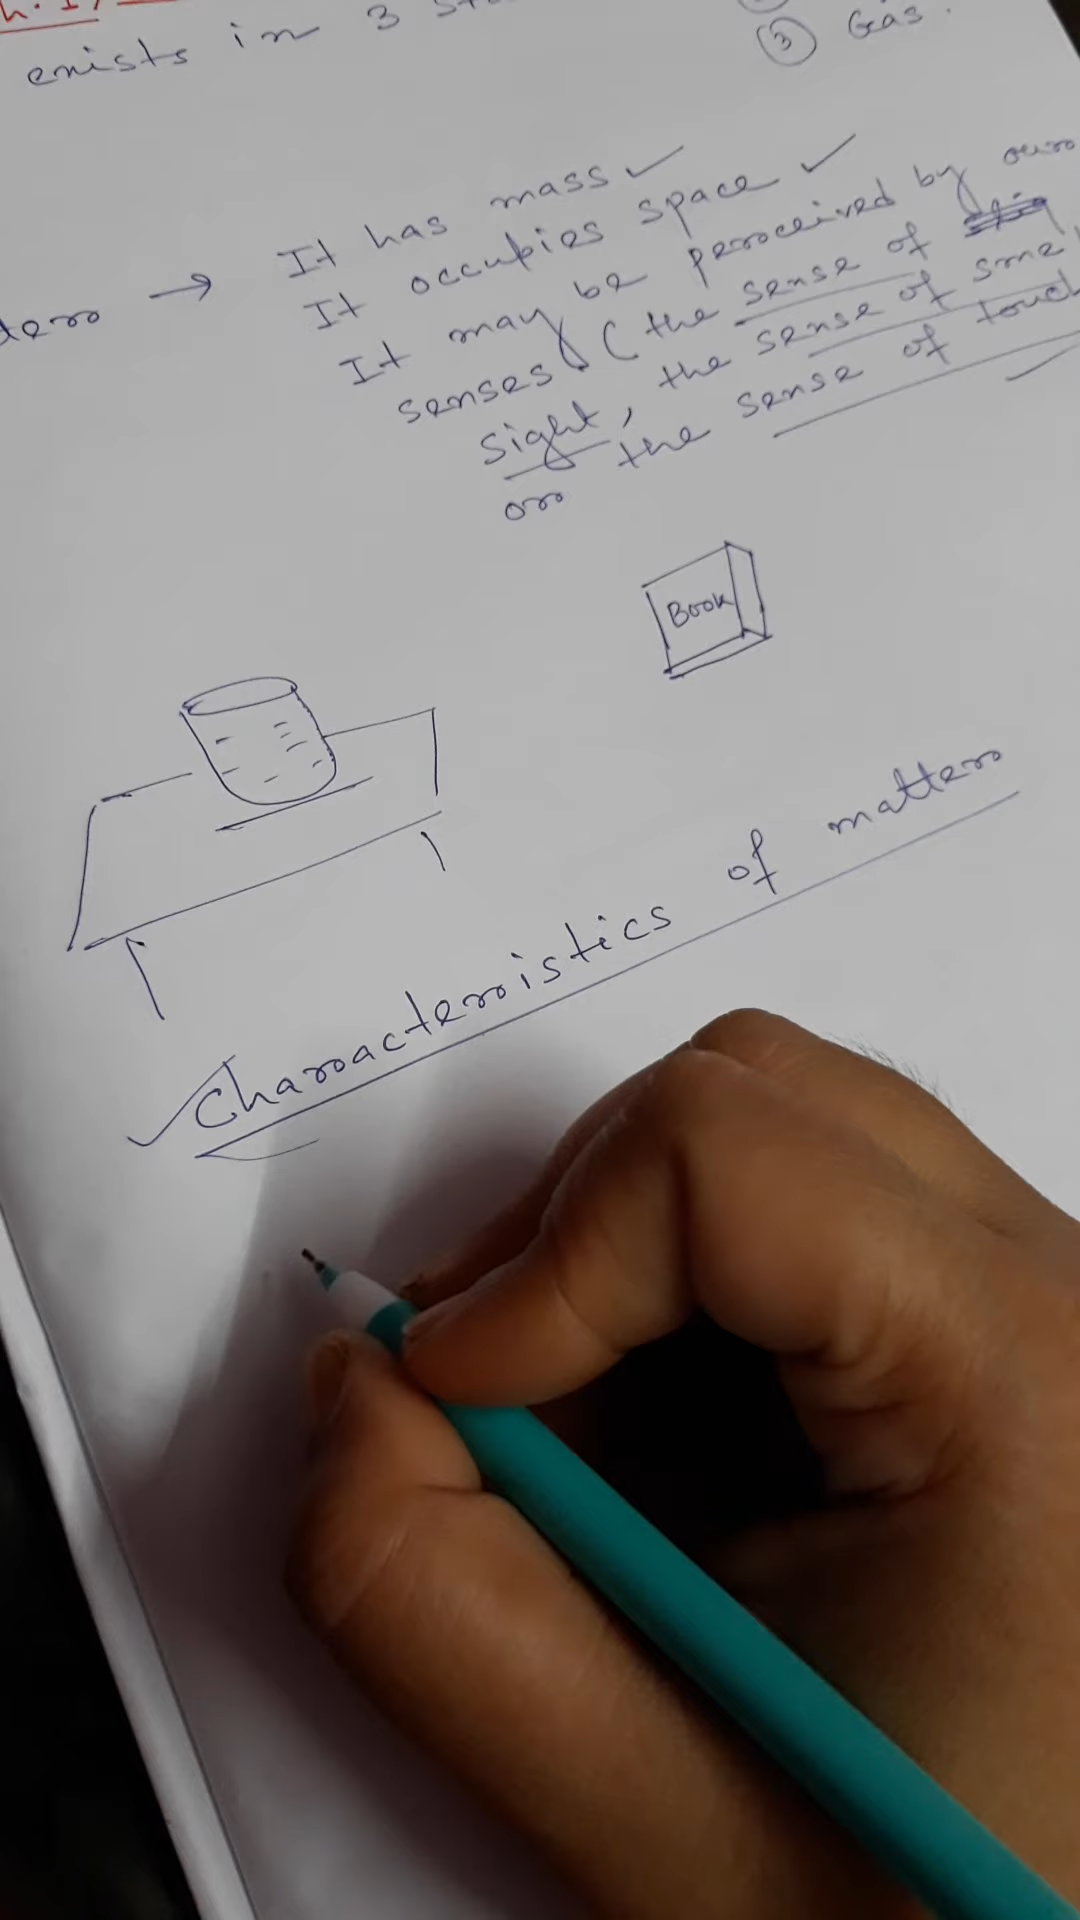 exists in 3
③ Gas.
→ It has mass ✓
It occupies space ✓
It may be perceived by our
senses (the sense of
sight, the sense of smel
or the sense of touch
Book
✓ Characteristics of matter